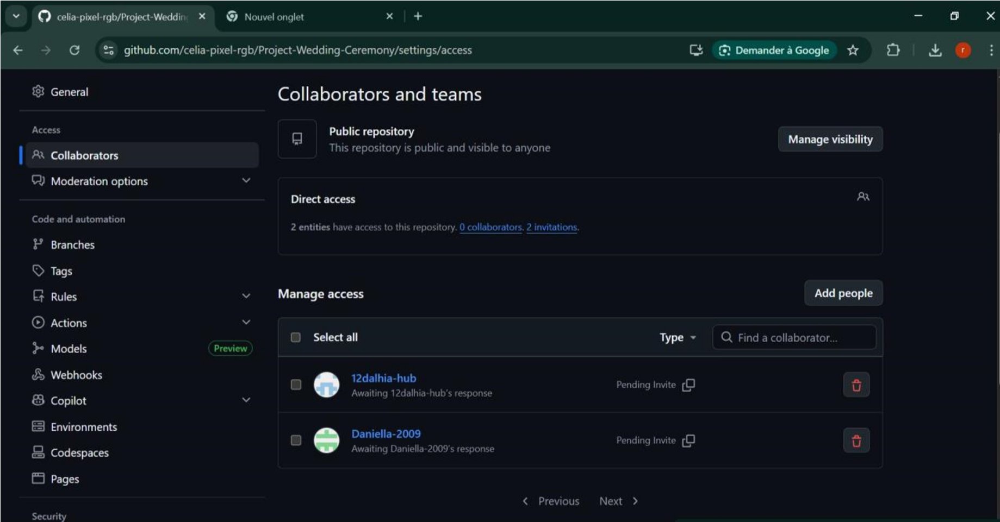 celia-pixel-rgb/Project-Wedding
Nouvel onglet
github.com/celia-pixel-rgb/Project-Wedding-Ceremony/settings/access
Demander à Google
r
General
Access
Collaborators
Moderation options
Code and automation
Branches
Tags
Rules
Actions
Models
Preview
Webhooks
Copilot
Environments
Codespaces
Pages
Security
Collaborators and teams
Public repository
This repository is public and visible to anyone
Manage visibility
Direct access
2 entities have access to this repository. 0 collaborators. 2 invitations.
Manage access
Add people
Select all
Type
Find a collaborator...
12dalhia-hub
Awaiting 12dalhia-hub's response
Pending Invite
Daniella-2009
Awaiting Daniella-2009's response
Pending Invite
Previous
Next